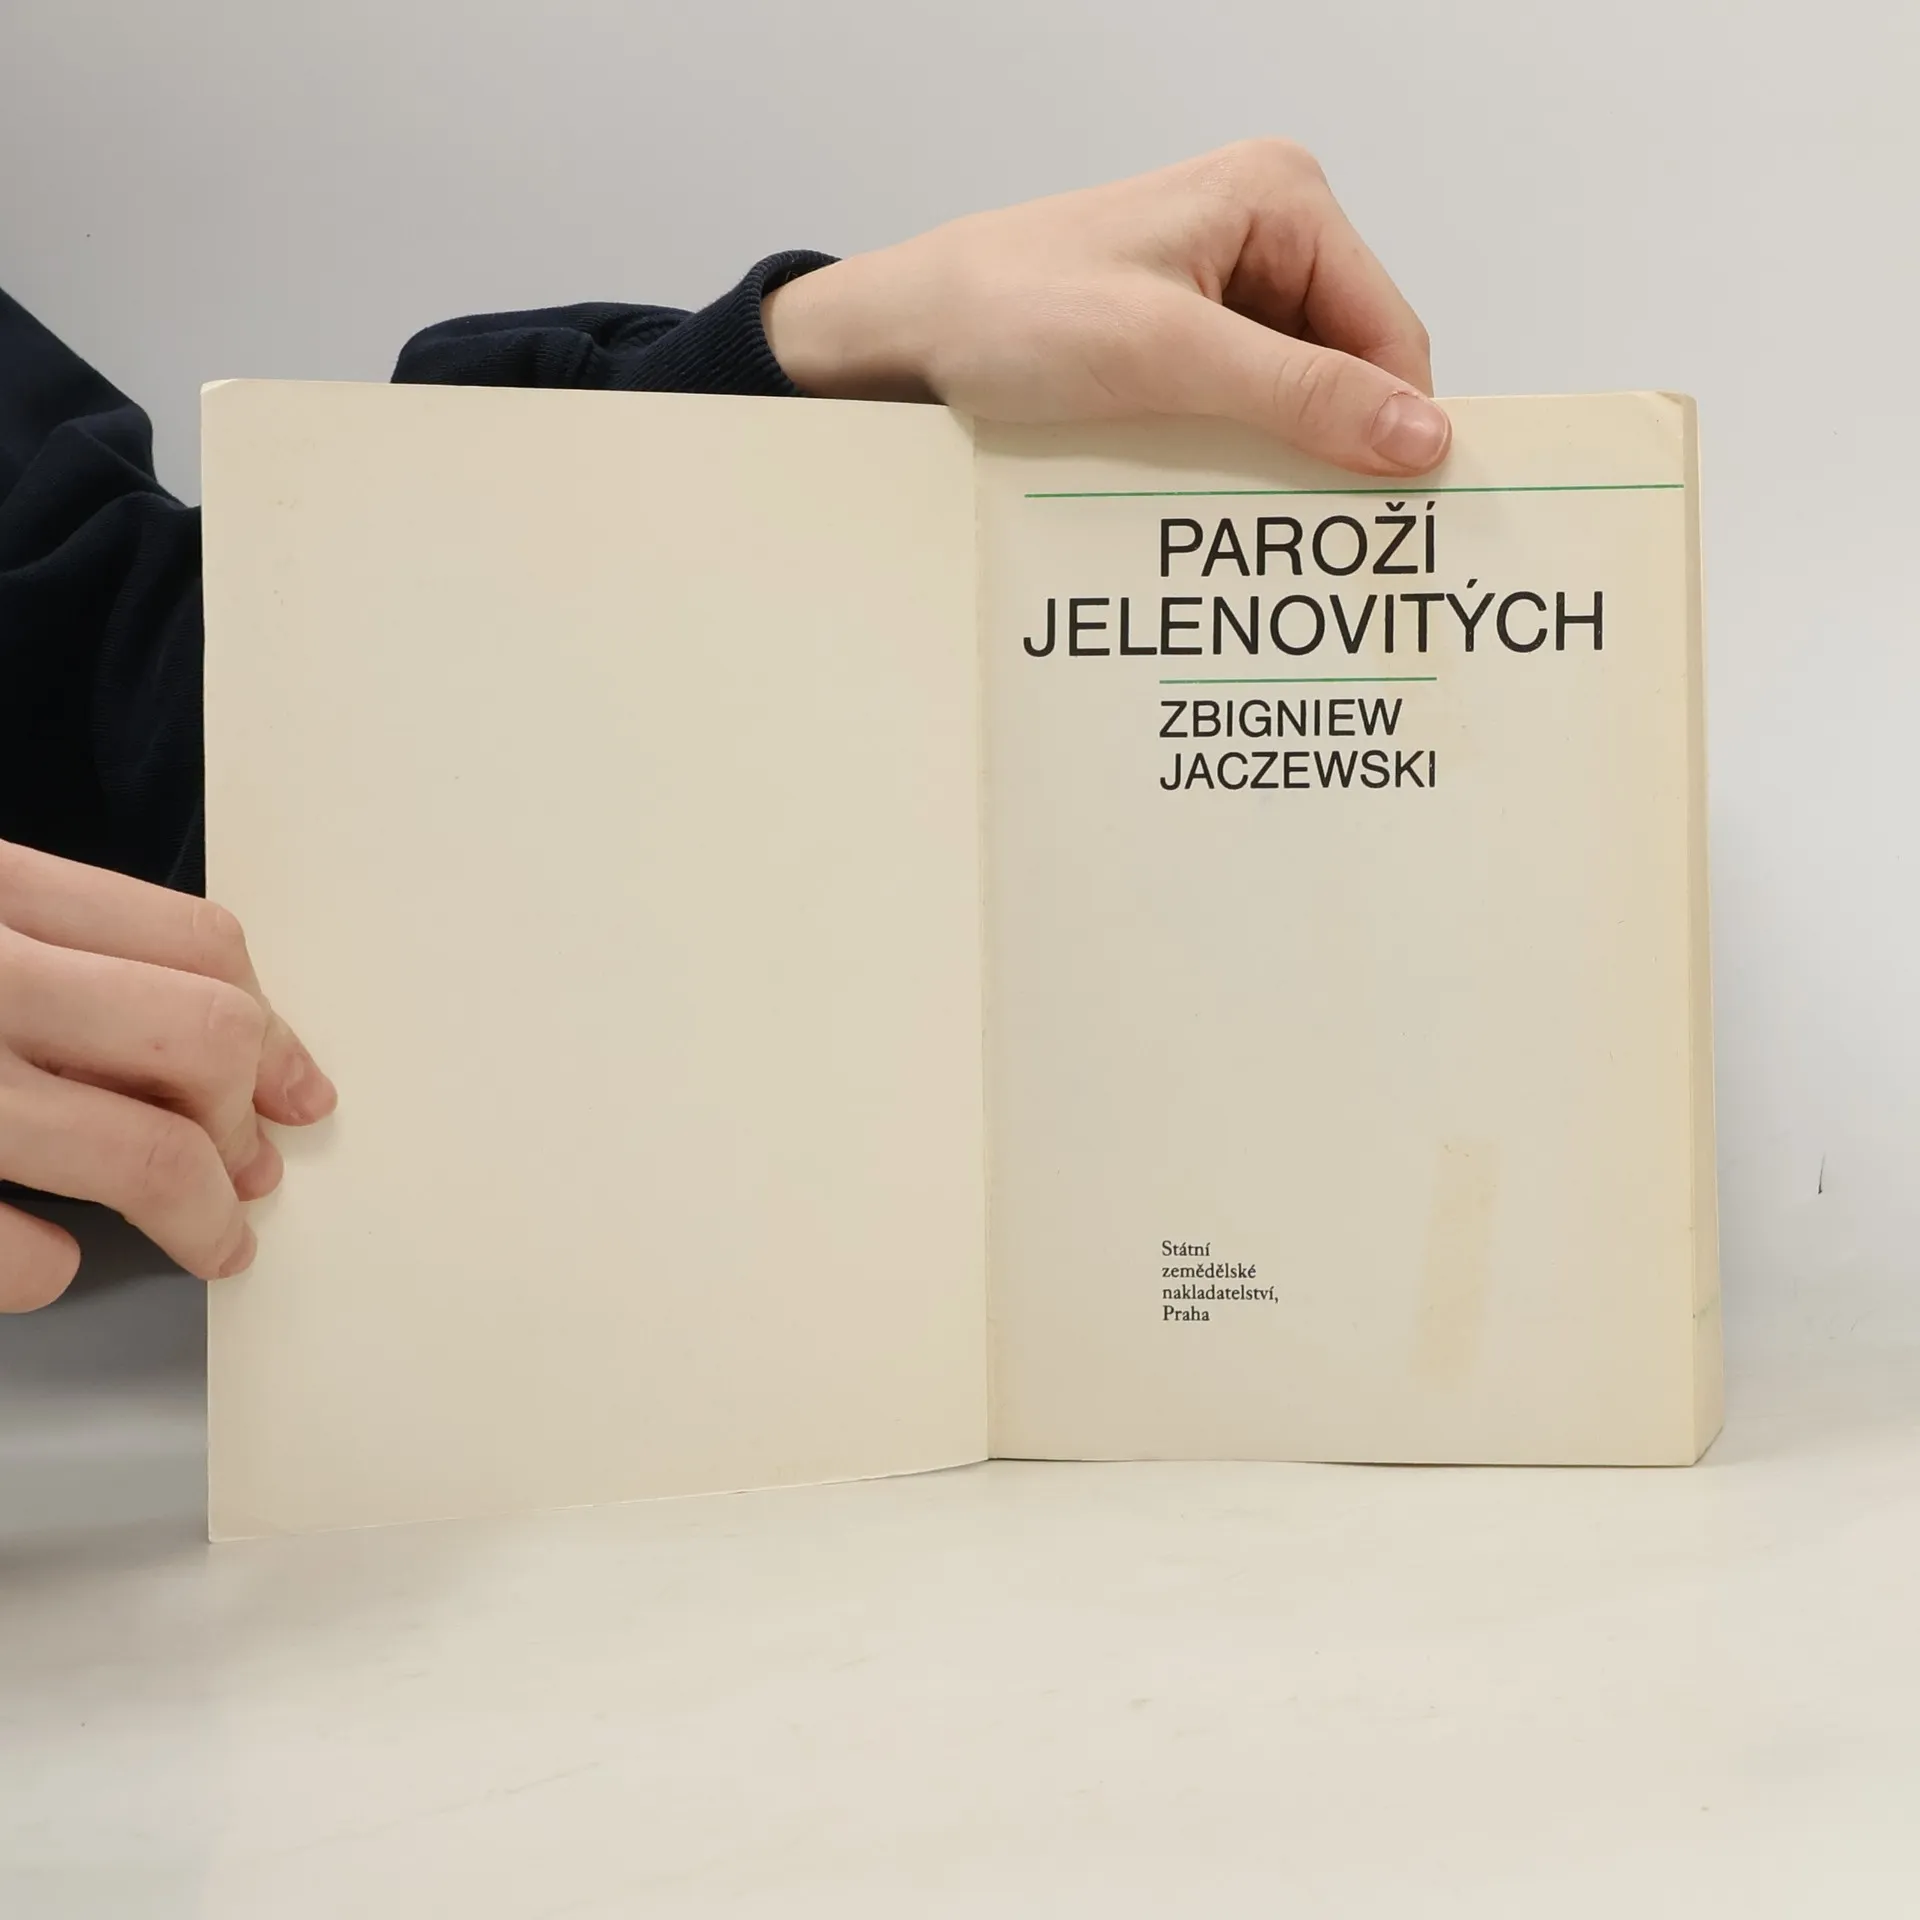 PAROŽÍ
JELENOVITÝCH
ZBIGNIEW
JACZEWSKI
Státní
zemědělské
nakladatelství,
Praha